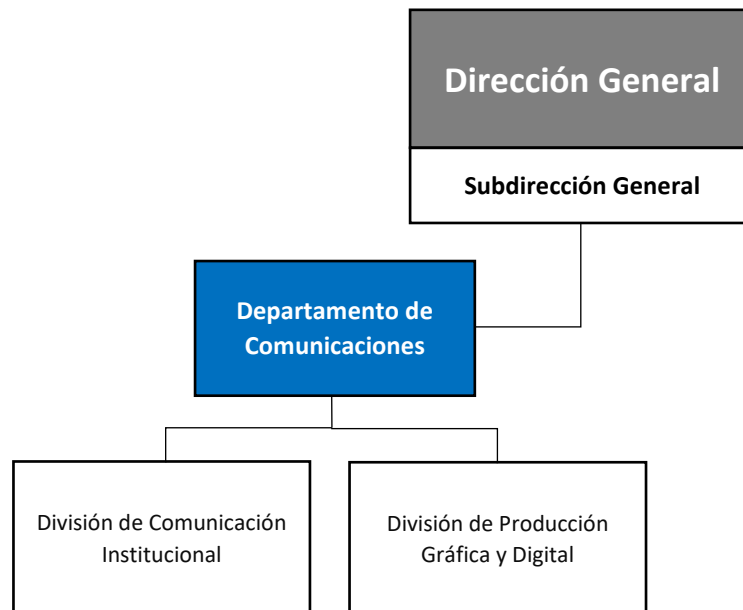 Dirección General
Subdirección General
Departamento de
Comunicaciones
División de Comunicación
Institucional
División de Producción
Gráfica y Digital